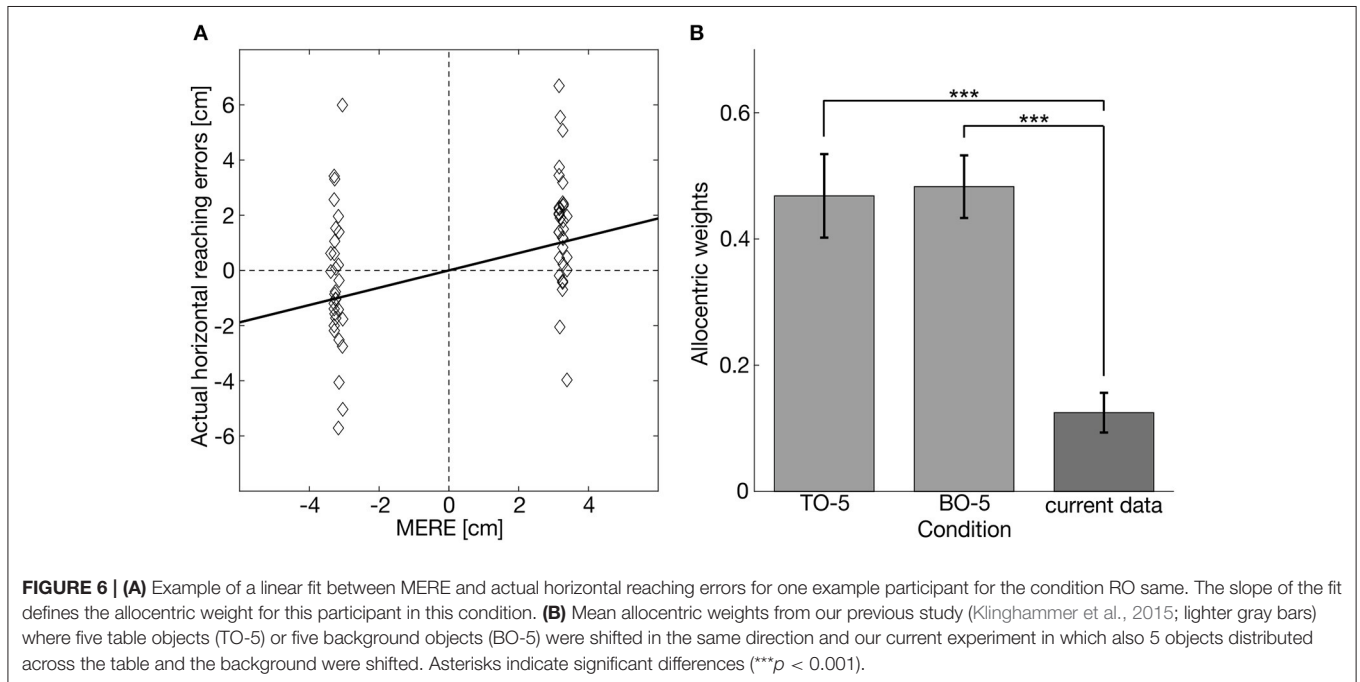 A
Actual horizontal reaching errors [cm]
6
4
2
0
-2
-4
-6
-4
-2
0
2
4
MERE [cm]
B
Allocentric weights
0.6
0.4
0.2
0
***
***
TO-5
BO-5
current data
Condition
FIGURE 6 | (A) Example of a linear fit between MERE and actual horizontal reaching errors for one example participant for the condition RO same. The slope of the fit
defines the allocentric weight for this participant in this condition. (B) Mean allocentric weights from our previous study (Klinghammer et al., 2015; lighter gray bars)
where five table objects (TO-5) or five background objects (BO-5) were shifted in the same direction and our current experiment in which also 5 objects distributed
across the table and the background were shifted. Asterisks indicate significant differences (***p < 0.001).